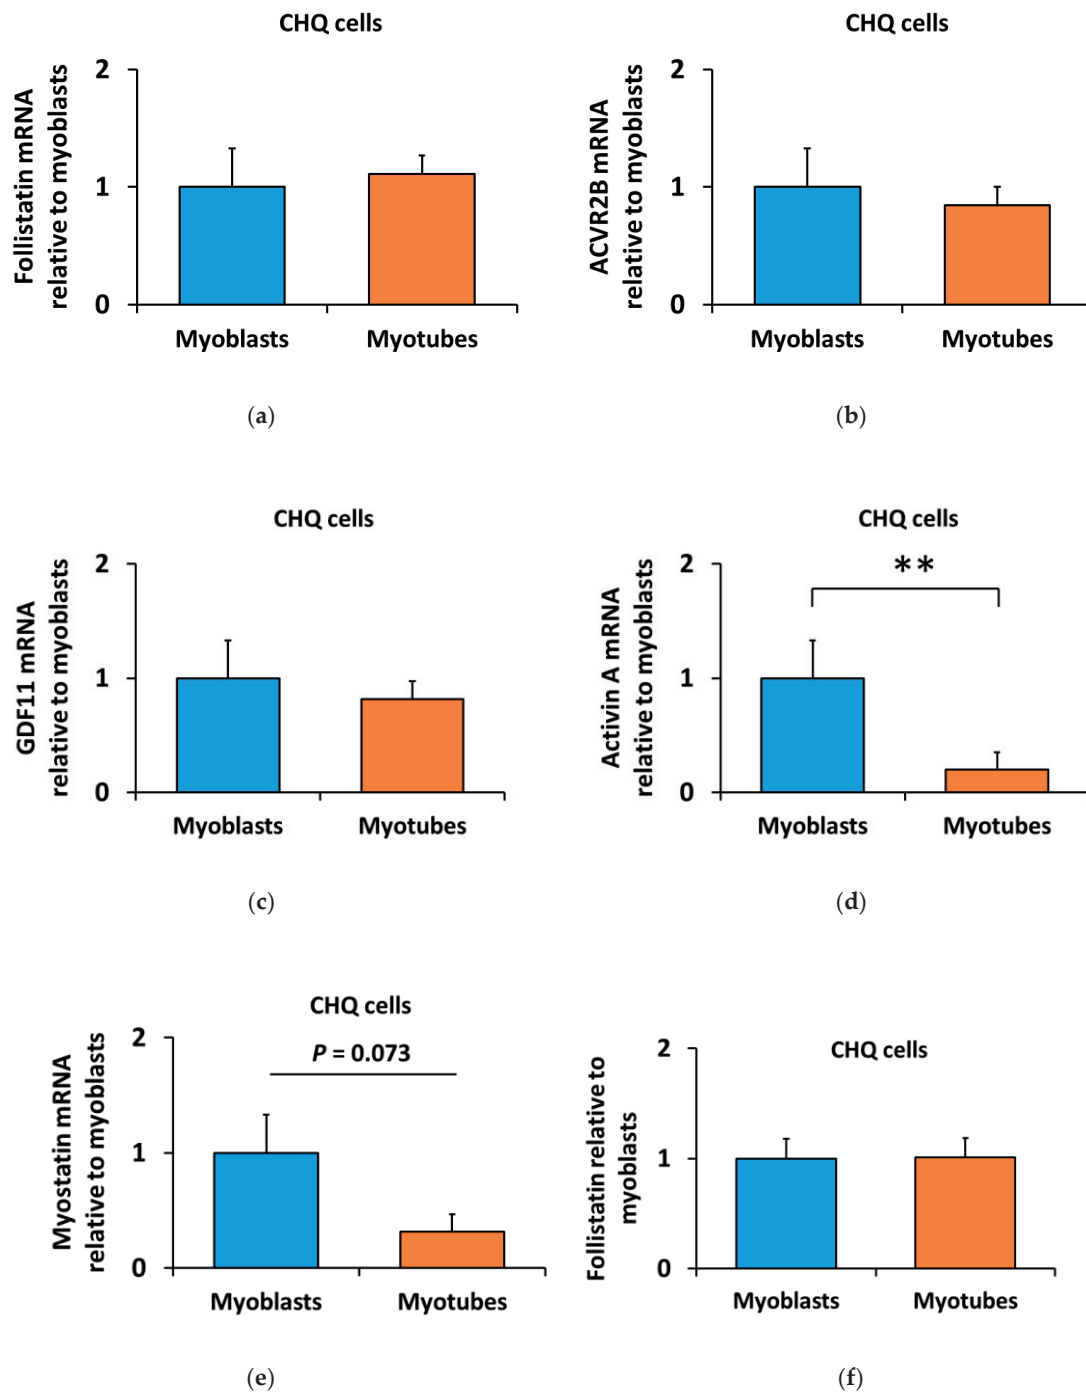 CHQ cells
Follistatin mRNA
relative to myoblasts
2
1
0
Myoblasts Myotubes
(a)
CHQ cells
ACVR2B mRNA
relative to myoblasts
2
1
0
Myoblasts Myotubes
(b)
CHQ cells
GDF11 mRNA
relative to myoblasts
2
1
0
Myoblasts Myotubes
(c)
CHQ cells
Activin A mRNA
relative to myoblasts
2
1
0
**
Myoblasts Myotubes
(d)
CHQ cells
Myostatin mRNA
relative to myoblasts
2
1
0
P = 0.073
Myoblasts Myotubes
(e)
CHQ cells
Follistatin relative to
myoblasts
2
1
0
Myoblasts Myotubes
(f)